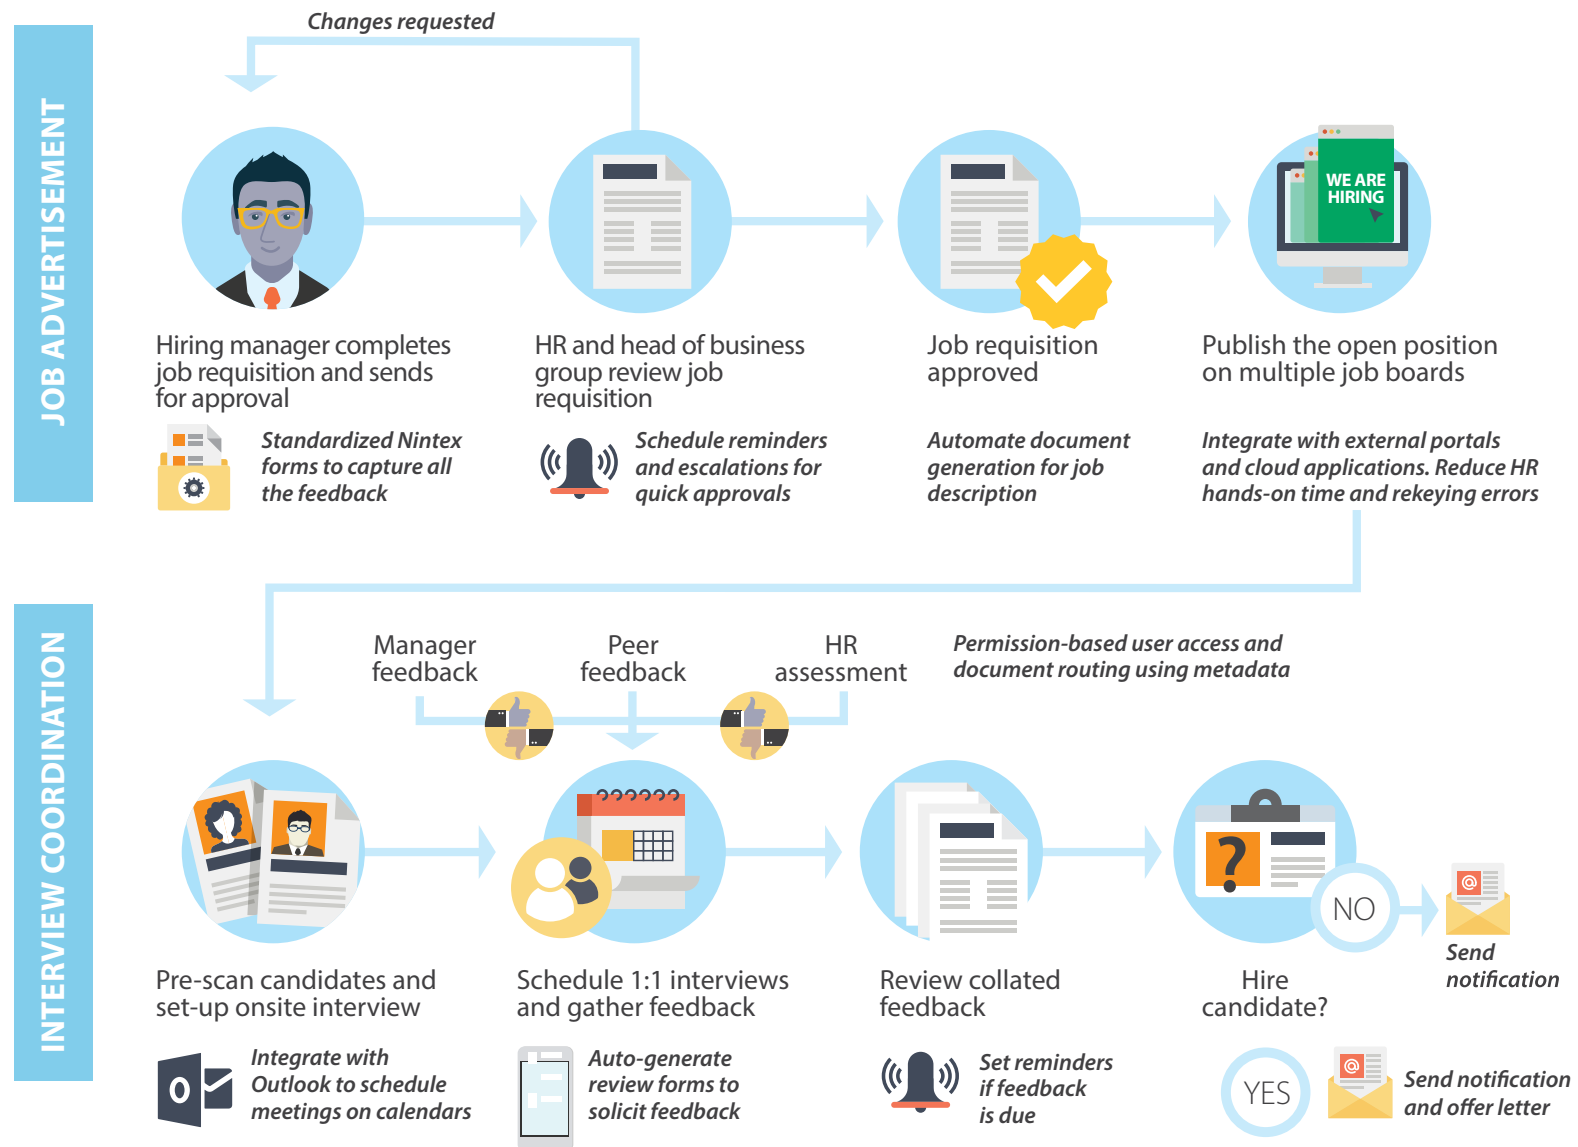 Changes requested
JOB ADVERTISEMENT
WE ARE
HIRING
Hiring manager completes
job requisition and sends
for approval
HR and head of business
group review job
requisition
Job requisition
approved
Publish the open position
on multiple job boards
Standardized Nintex
forms to capture all
the feedback
Schedule reminders
and escalations for
quick approvals
Automate document
generation for job
description
Integrate with external portals
and cloud applications. Reduce HR
hands-on time and rekeying errors
INTERVIEW COORDINATION
Manager
feedback
Peer
feedback
HR
assessment
Permission-based user access and
document routing using metadata
?
NO
@
Send
notification
Pre-scan candidates and
set-up onsite interview
Schedule 1:1 interviews
and gather feedback
Review collated
feedback
Hire
candidate?
O
Integrate with
Outlook to schedule
meetings on calendars
Auto-generate
review forms to
solicit feedback
Set reminders
if feedback
is due
YES
@
Send notification
and offer letter